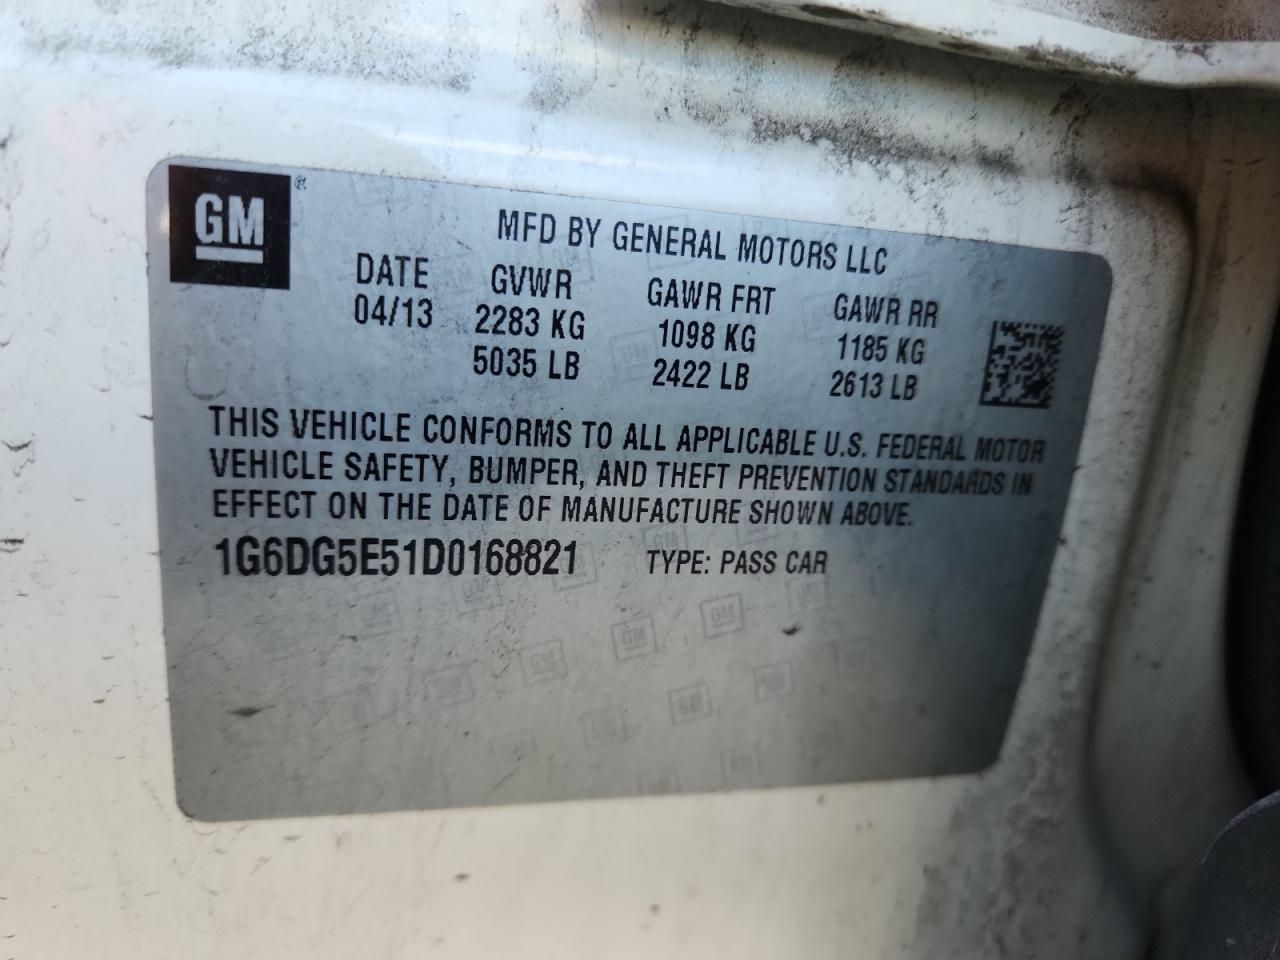 GM®
MFD BY GENERAL MOTORS LLC
DATE GVWR GAWR FRT GAWR RR
04/13 2283 KG 1098 KG 1185 KG
5035 LB 2422 LB 2613 LB
THIS VEHICLE CONFORMS TO ALL APPLICABLE U.S. FEDERAL MOTOR
VEHICLE SAFETY, BUMPER, AND THEFT PREVENTION STANDARDS IN
EFFECT ON THE DATE OF MANUFACTURE SHOWN ABOVE.
1G6DG5E51D0168821 TYPE: PASS CAR